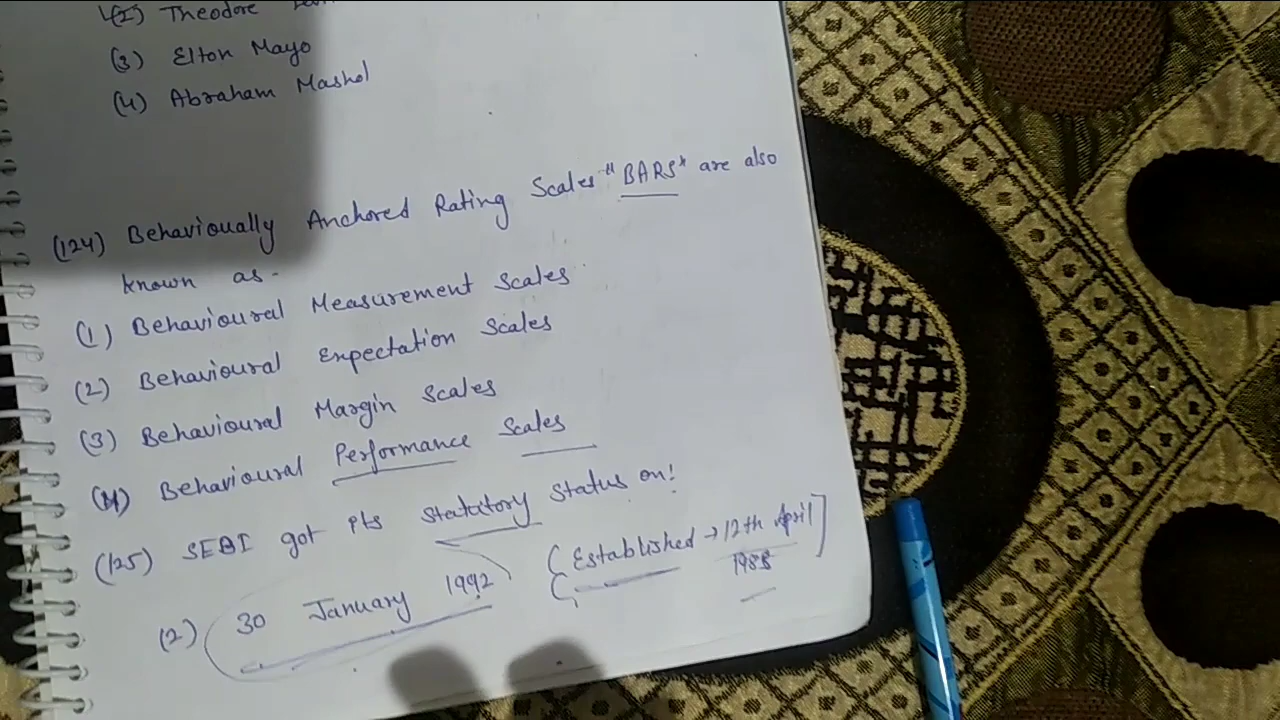 (2) Theodore
(3) Elton Mayo
(4) Abraham Mashol
(124) Behavioually Anchored Rating Scales "BARS" are also
known as -
(1) Behavioural Measurement Scales
(2) Behavioural Expectation Scales
(3) Behavioural Margin Scales
(4) Behavioural Performance Scales
(125) SEBI got its statutory status on!
(Established → 12th April
1988
(2) 30 January 1992